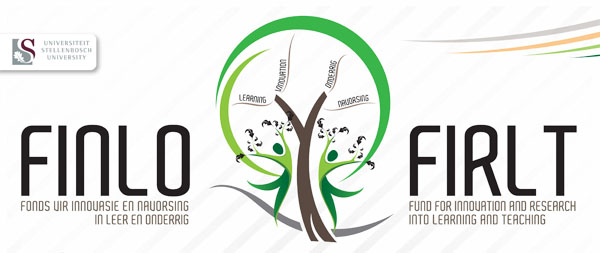 UNIVERSITEIT
STELLENBOSCH
UNIVERSITY
LEARNING
INNOVATION
ONDERRIG
NAVORSING
FINLO
FONDS VIR INNOVASIE EN NAVORSING
IN LEER EN ONDERRIG
FIRLT
FUND FOR INNOVATION AND RESEARCH
INTO LEARNING AND TEACHING